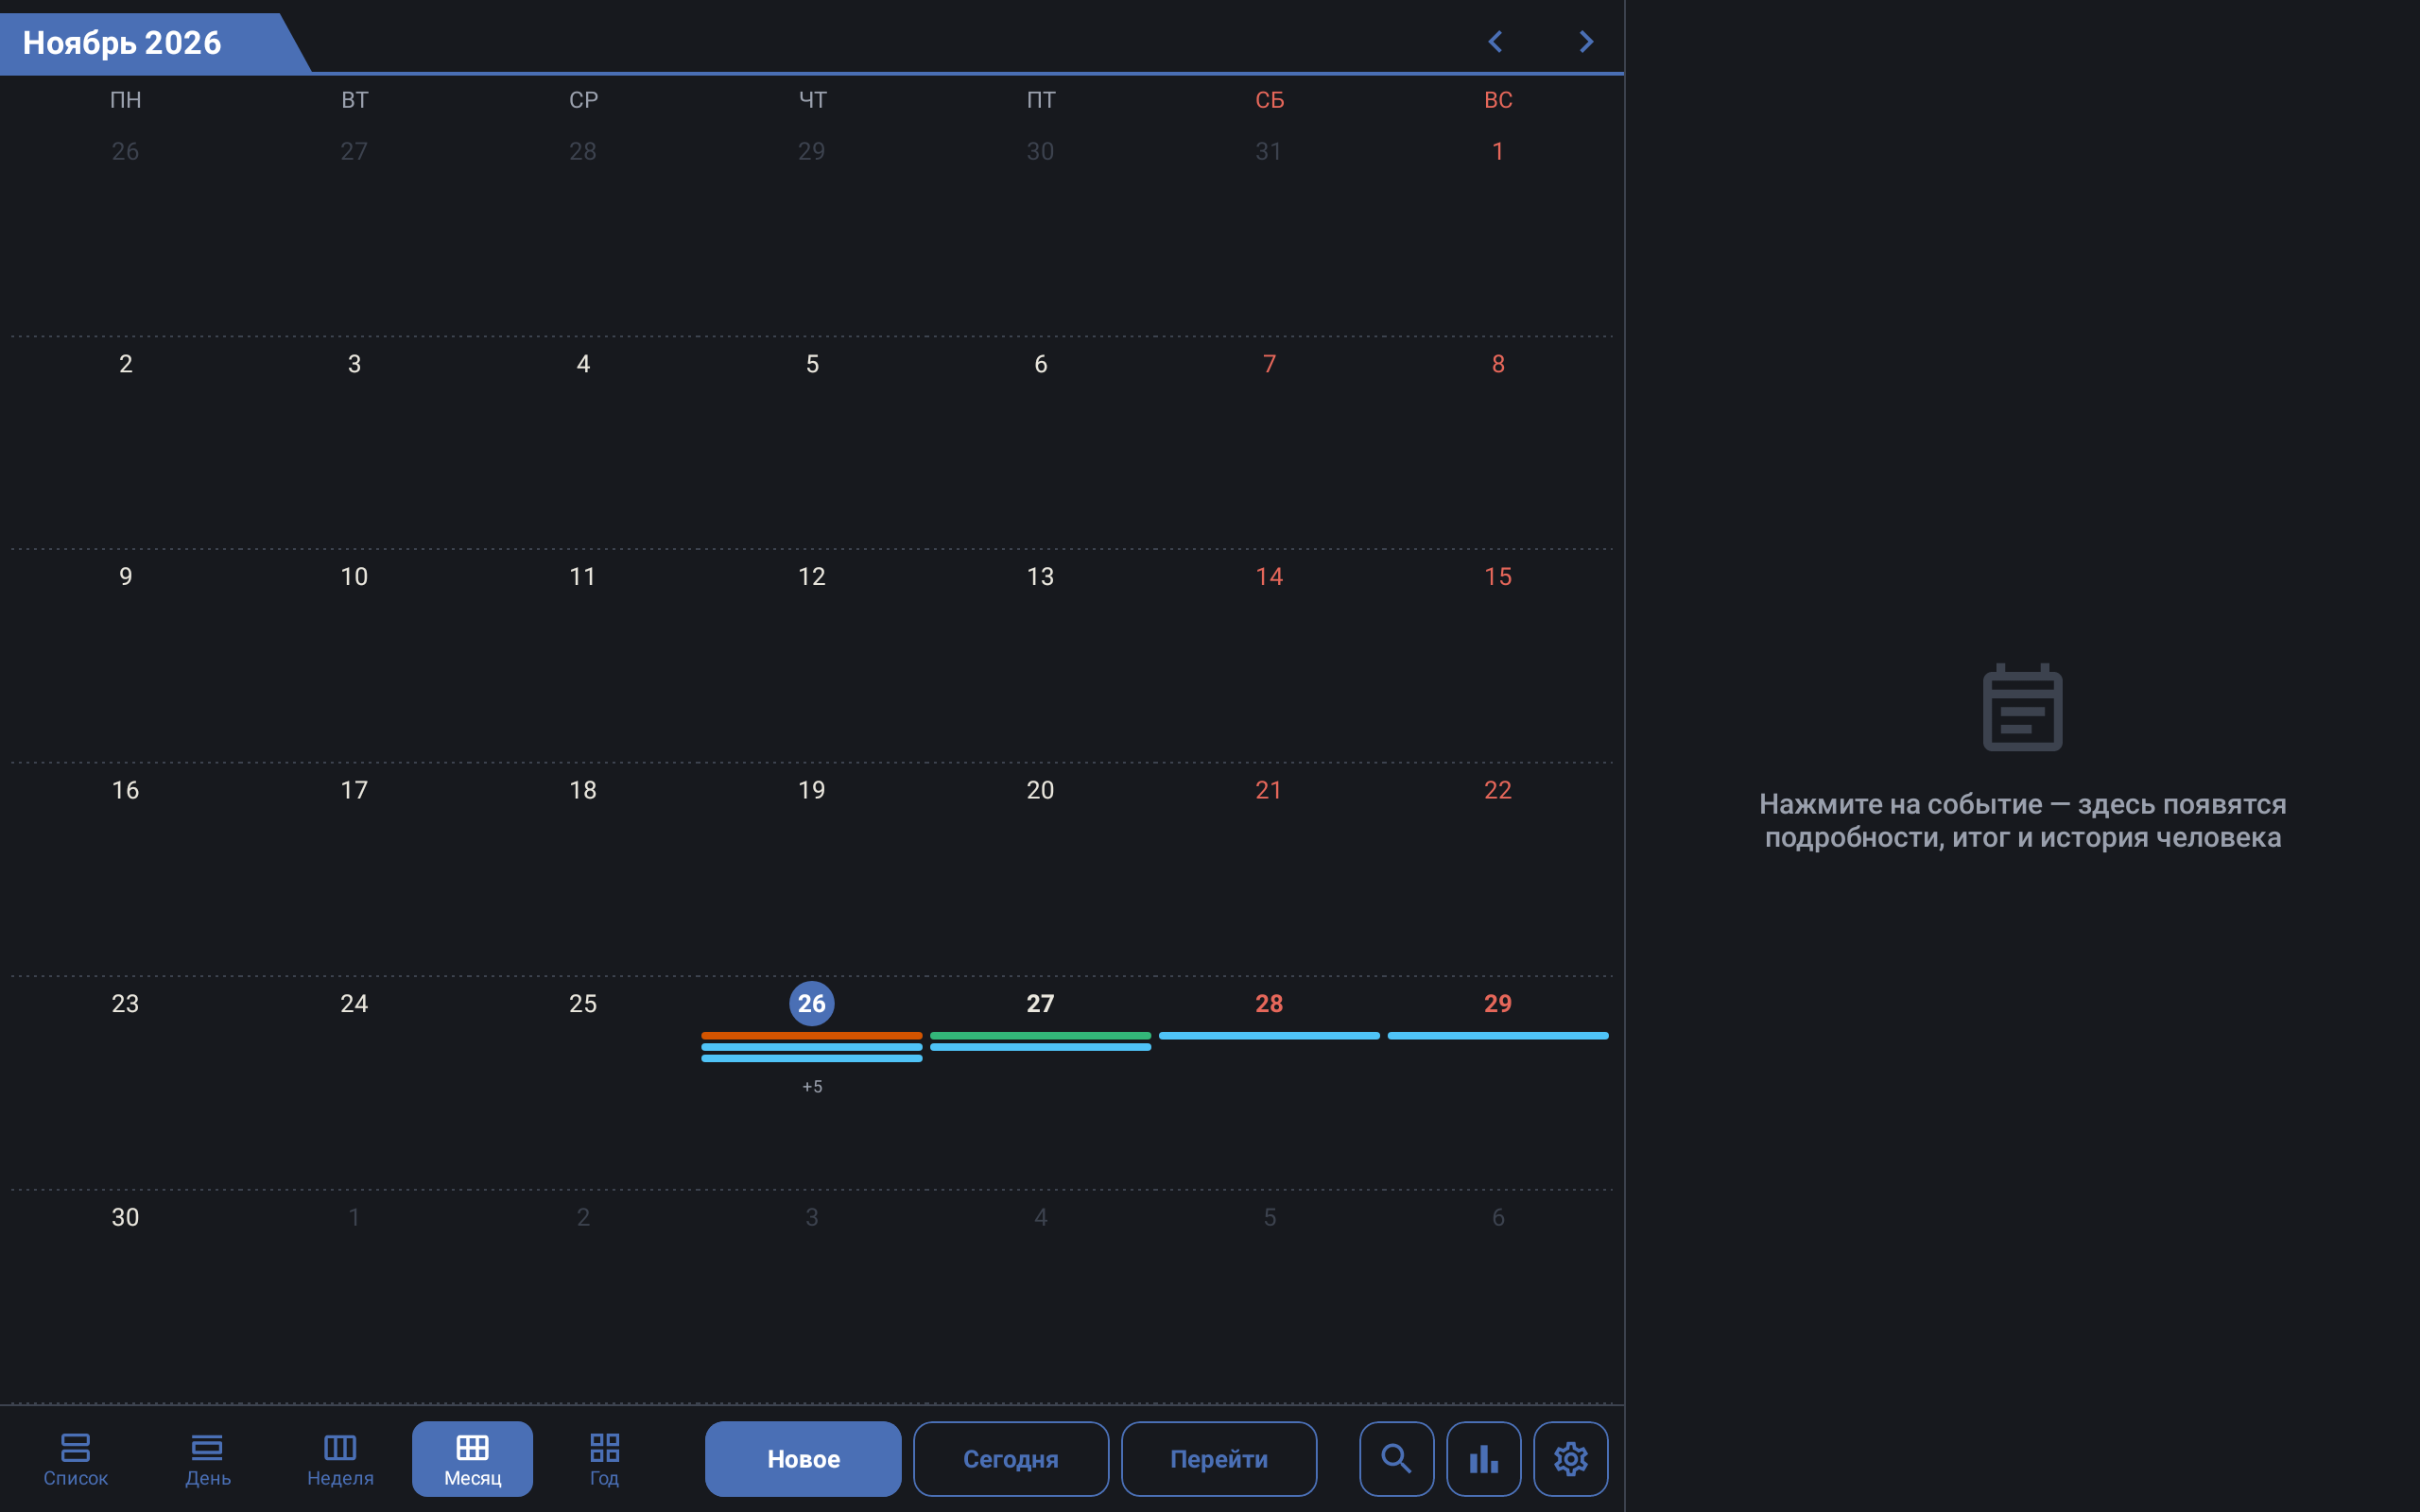 Ноябрь 2026
ПН ВТ СР ЧТ ПТ СБ ВС
26 27 28 29 30 31 1
2 3 4 5 6 7 8
9 10 11 12 13 14 15
16 17 18 19 20 21 22
23 24 25 26 27 28 29
+5
30 1 2 3 4 5 6
Список День Неделя Месяц Год Новое Сегодня Перейти
Нажмите на событие — здесь появятся
подробности, итог и история человека